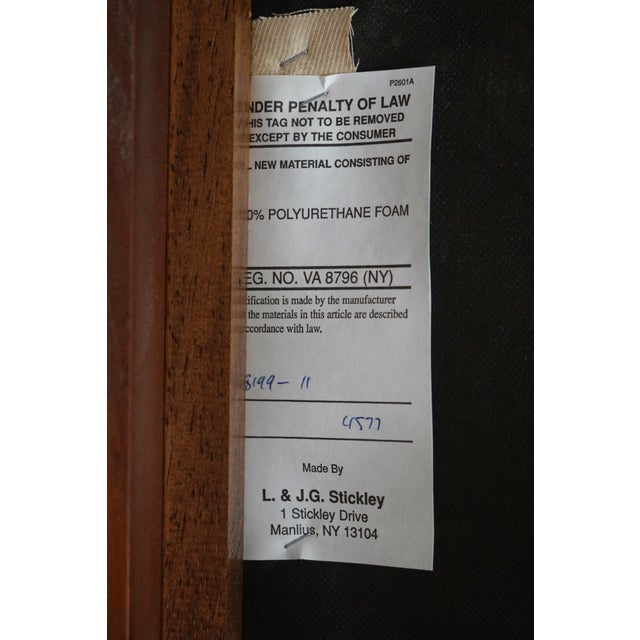 P2601A
NDER PENALTY OF LAW
HIS TAG NOT TO BE REMOVED
EXCEPT BY THE CONSUMER
L NEW MATERIAL CONSISTING OF
0% POLYURETHANE FOAM
EG. NO. VA 8796 (NY)
tification is made by the manufacturer
the materials in this article are described
ccordance with law.
8199-11
4577
Made By
L. & J.G. Stickley
1 Stickley Drive
Manlius, NY 13104